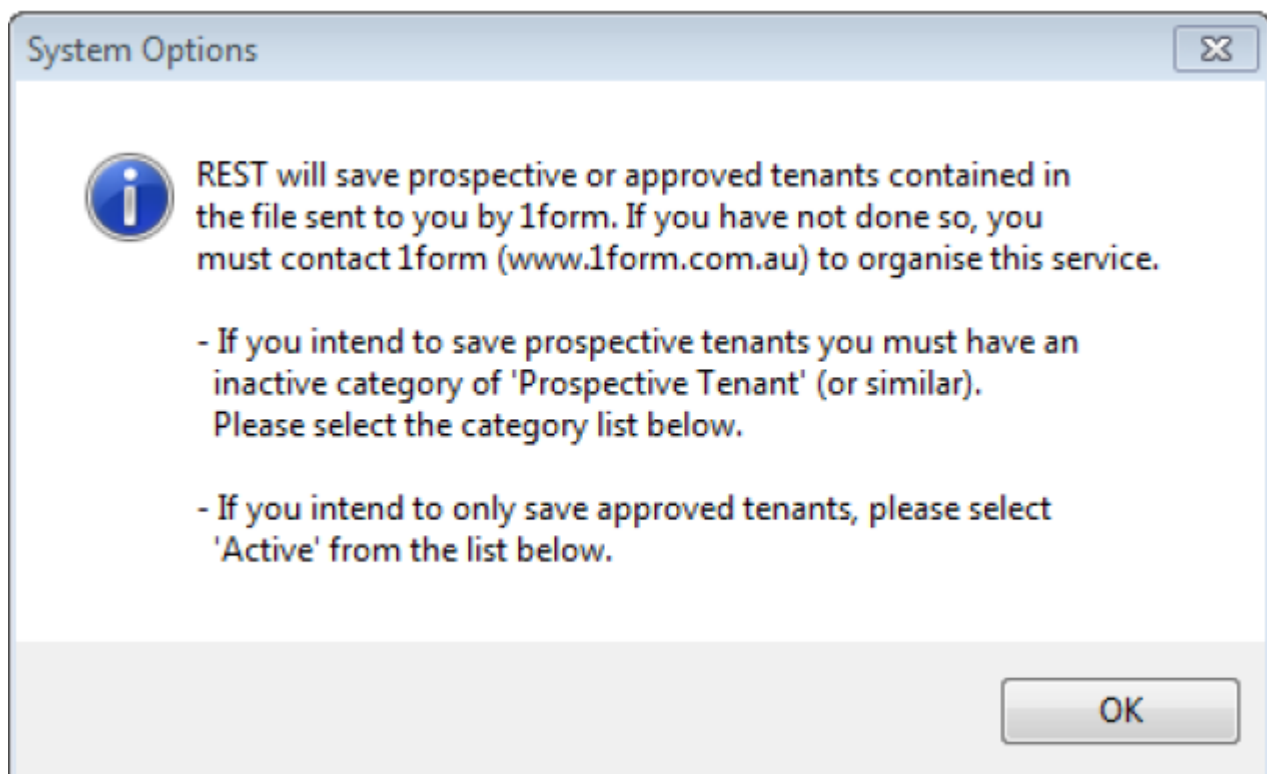 System Options
REST will save prospective or approved tenants contained in
the file sent to you by 1form. If you have not done so, you
must contact 1form (www.1form.com.au) to organise this service.
- If you intend to save prospective tenants you must have an
inactive category of 'Prospective Tenant' (or similar).
Please select the category list below.
- If you intend to only save approved tenants, please select
'Active' from the list below.
OK